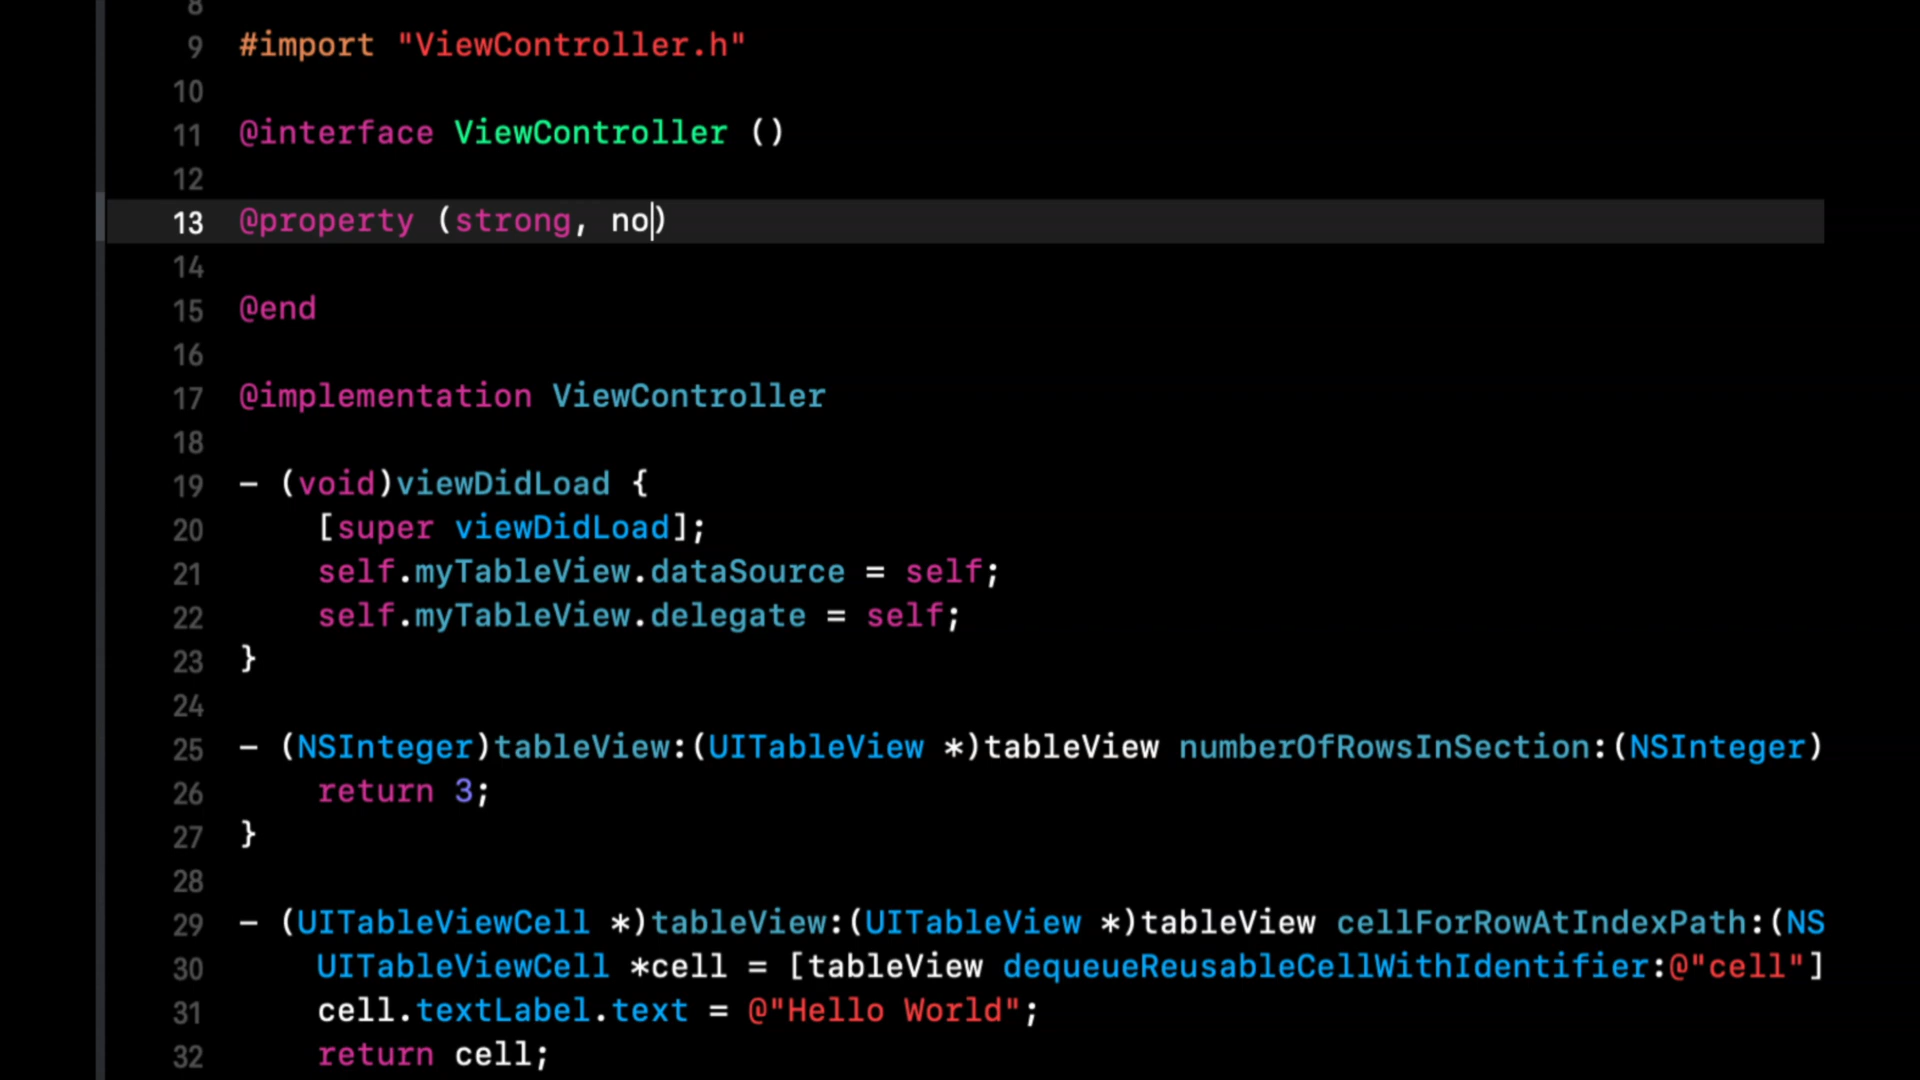 8
9 #import "ViewController.h"
10
11 @interface ViewController ()
12
13 @property (strong, no)
14
15 @end
16
17 @implementation ViewController
18
19 - (void)viewDidLoad {
20 [super viewDidLoad];
21 self.myTableView.dataSource = self;
22 self.myTableView.delegate = self;
23 }
24
25 - (NSInteger)tableView:(UITableView *)tableView numberOfRowsInSection:(NSInteger)
26 return 3;
27 }
28
29 - (UITableViewCell *)tableView:(UITableView *)tableView cellForRowAtIndexPath:(NS
30 UITableViewCell *cell = [tableView dequeueReusableCellWithIdentifier:@"cell"]
31 cell.textLabel.text = @"Hello World";
32 return cell;